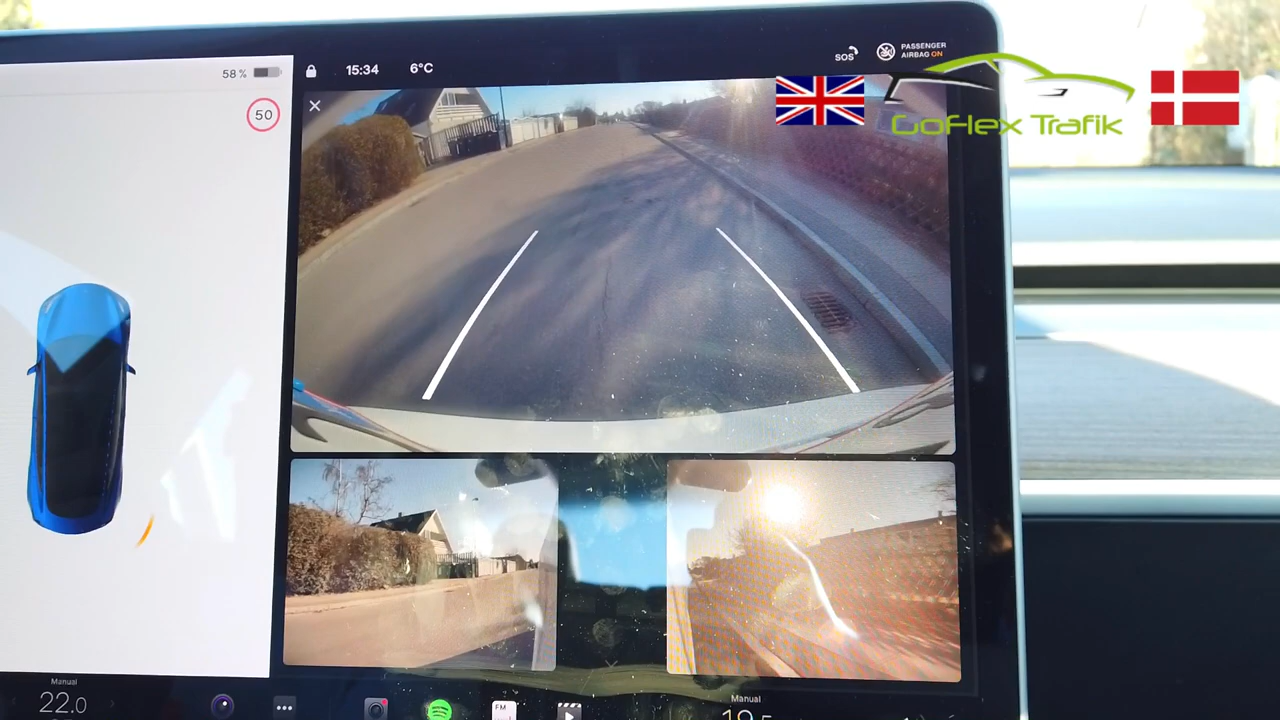 58 %
15:34
6°C
SOS
PASSENGER
AIRBAG ON
50
GoFlex Trafik
Manual
22.0
FM
Manual